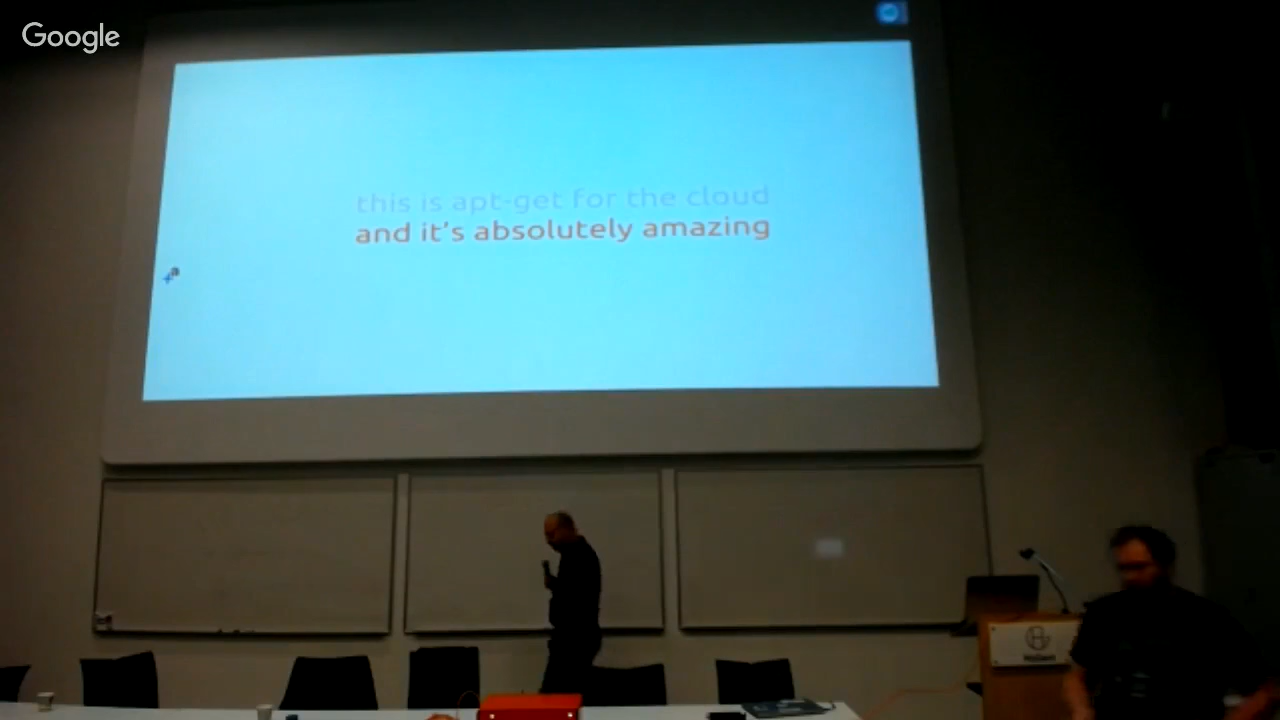 Google
this is apt-get for the cloud
and it's absolutely amazing